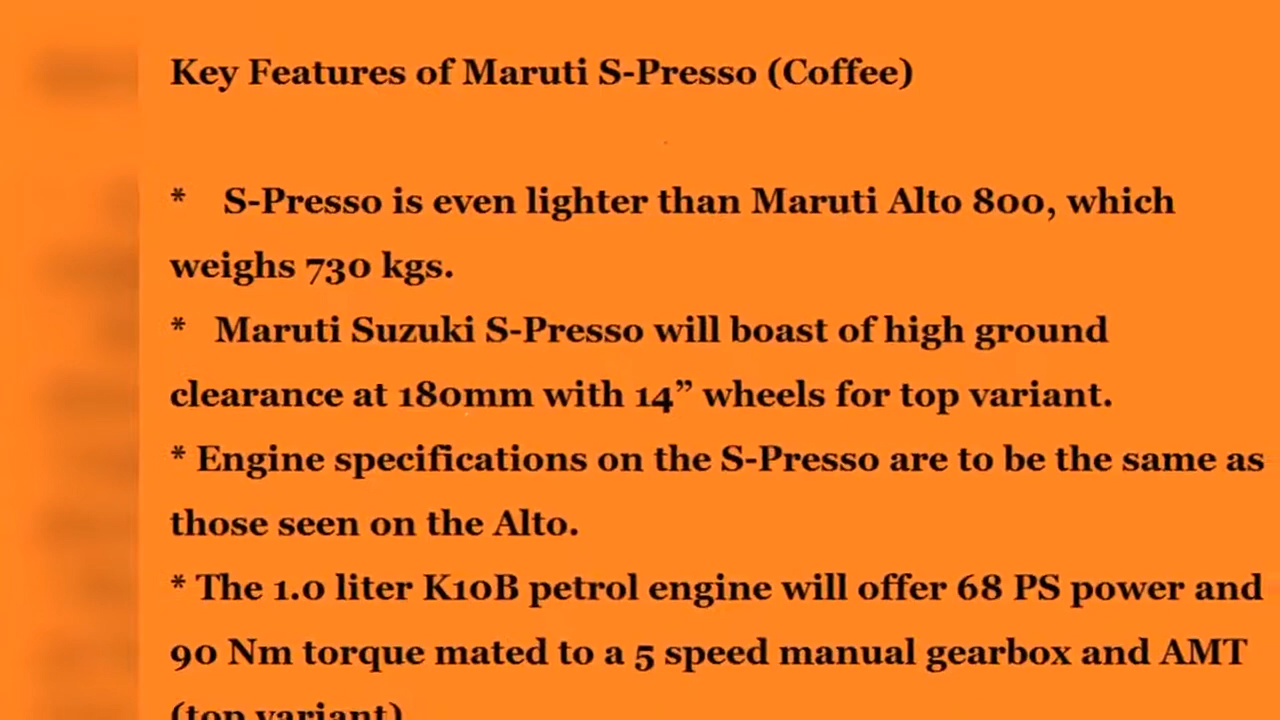 Key Features of Maruti S-Presso (Coffee)
* S-Presso is even lighter than Maruti Alto 800, which
weighs 730 kgs.
* Maruti Suzuki S-Presso will boast of high ground
clearance at 180mm with 14” wheels for top variant.
* Engine specifications on the S-Presso are to be the same as
those seen on the Alto.
* The 1.0 liter K10B petrol engine will offer 68 PS power and
90 Nm torque mated to a 5 speed manual gearbox and AMT
(top variant)